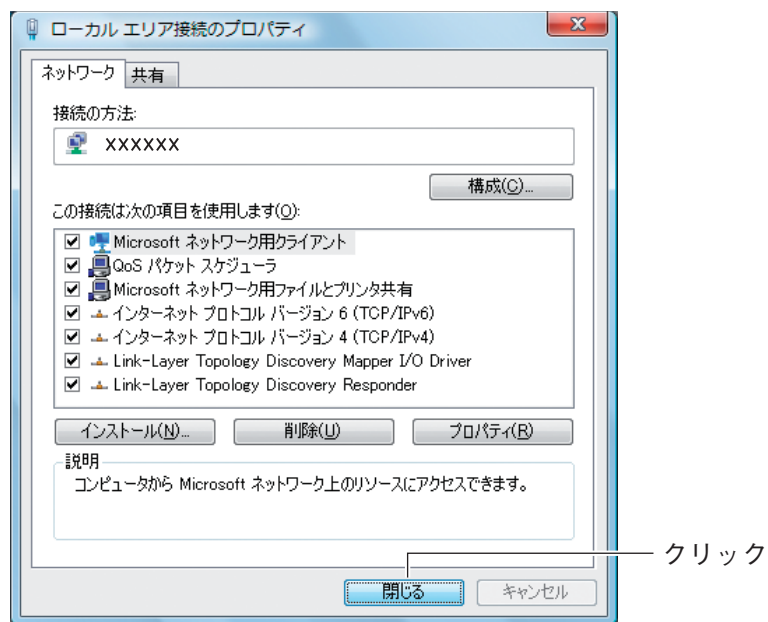 ローカル エリア接続のプロパティ
ネットワーク 共有
接続の方法:
XXXXXX
構成(C)...
この接続は次の項目を使用します(O):
Microsoft ネットワーク用クライアント
QoS パケット スケジューラ
Microsoft ネットワーク用ファイルとプリンタ共有
インターネット プロトコル バージョン 6 (TCP/IPv6)
インターネット プロトコル バージョン 4 (TCP/IPv4)
Link-Layer Topology Discovery Mapper I/O Driver
Link-Layer Topology Discovery Responder
インストール(N)... 削除(U) プロパティ(R)
説明
コンピュータから Microsoft ネットワーク上のリソースにアクセスできます。
クリック
閉じる キャンセル